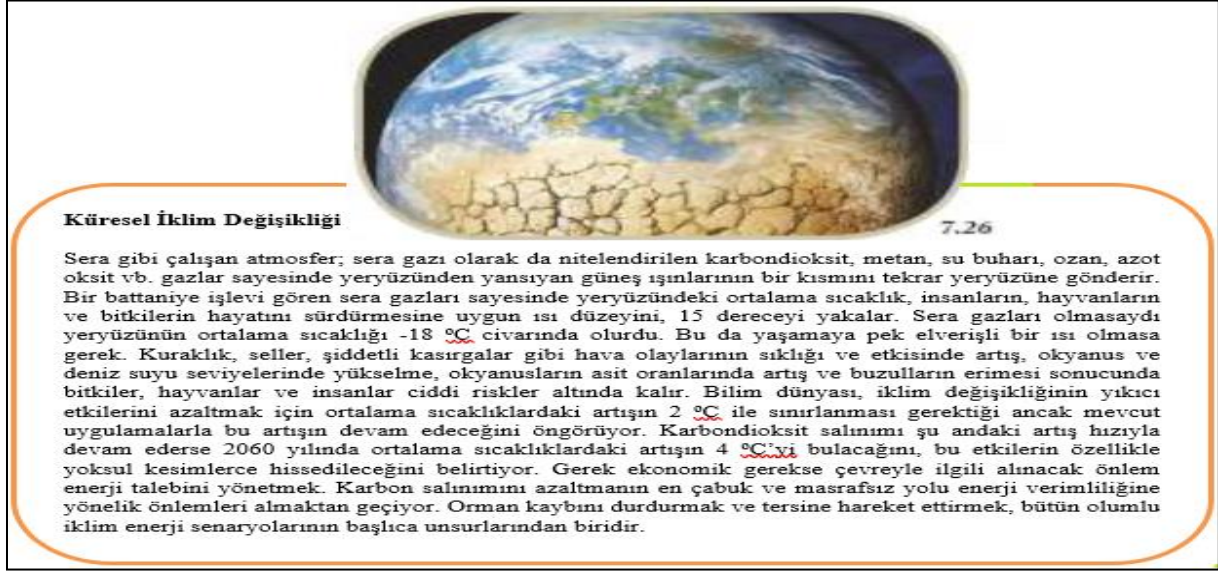 Küresel İklim Değişikliği
7.26
Sera gibi çalışan atmosfer; sera gazı olarak da nitelendirilen karbondioksit, metan, su buharı, ozan, azot
oksit vb. gazlar sayesinde yeryüzünden yansıyan güneş ışınlarının bir kısmını tekrar yeryüzüne gönderir.
Bir battaniye işlevi gören sera gazları sayesinde yeryüzündeki ortalama sıcaklık, insanların, hayvanların
ve bitkilerin hayatını sürdürmesine uygun ısı düzeyini, 15 dereceyi yakalar. Sera gazları olmasaydı
yeryüzünün ortalama sıcaklığı -18 ºC civarında olurdu. Bu da yaşamaya pek elverişli bir ısı olmasa
gerek. Kuraklık, seller, şiddetli kasırgalar gibi hava olaylarının sıklığı ve etkisinde artış, okyanus ve
deniz suyu seviyelerinde yükselme, okyanusların asit oranlarında artış ve buzulların erimesi sonucunda
bitkiler, hayvanlar ve insanlar ciddi riskler altında kalır. Bilim dünyası, iklim değişikliğinin yıkıcı
etkilerini azaltmak için ortalama sıcaklıklardaki artışın 2 ºC ile sınırlanması gerektiği ancak mevcut
uygulamalarla bu artışın devam edeceğini öngörüyor. Karbondioksit salınımı şu andaki artış hızıyla
devam ederse 2060 yılında ortalama sıcaklıklardaki artışın 4 ºC'yi bulacağını, bu etkilerin özellikle
yoksul kesimlerce hissedileceğini belirtiyor. Gerek ekonomik gerekse çevreyle ilgili alınacak önlem
enerji talebini yönetmek. Karbon salınımını azaltmanın en çabuk ve masrafsız yolu enerji verimliliğine
yönelik önlemleri almaktan geçiyor. Orman kaybını durdurmak ve tersine hareket ettirmek, bütün olumlu
iklim enerji senaryolarının başlıca unsurlarından biridir.